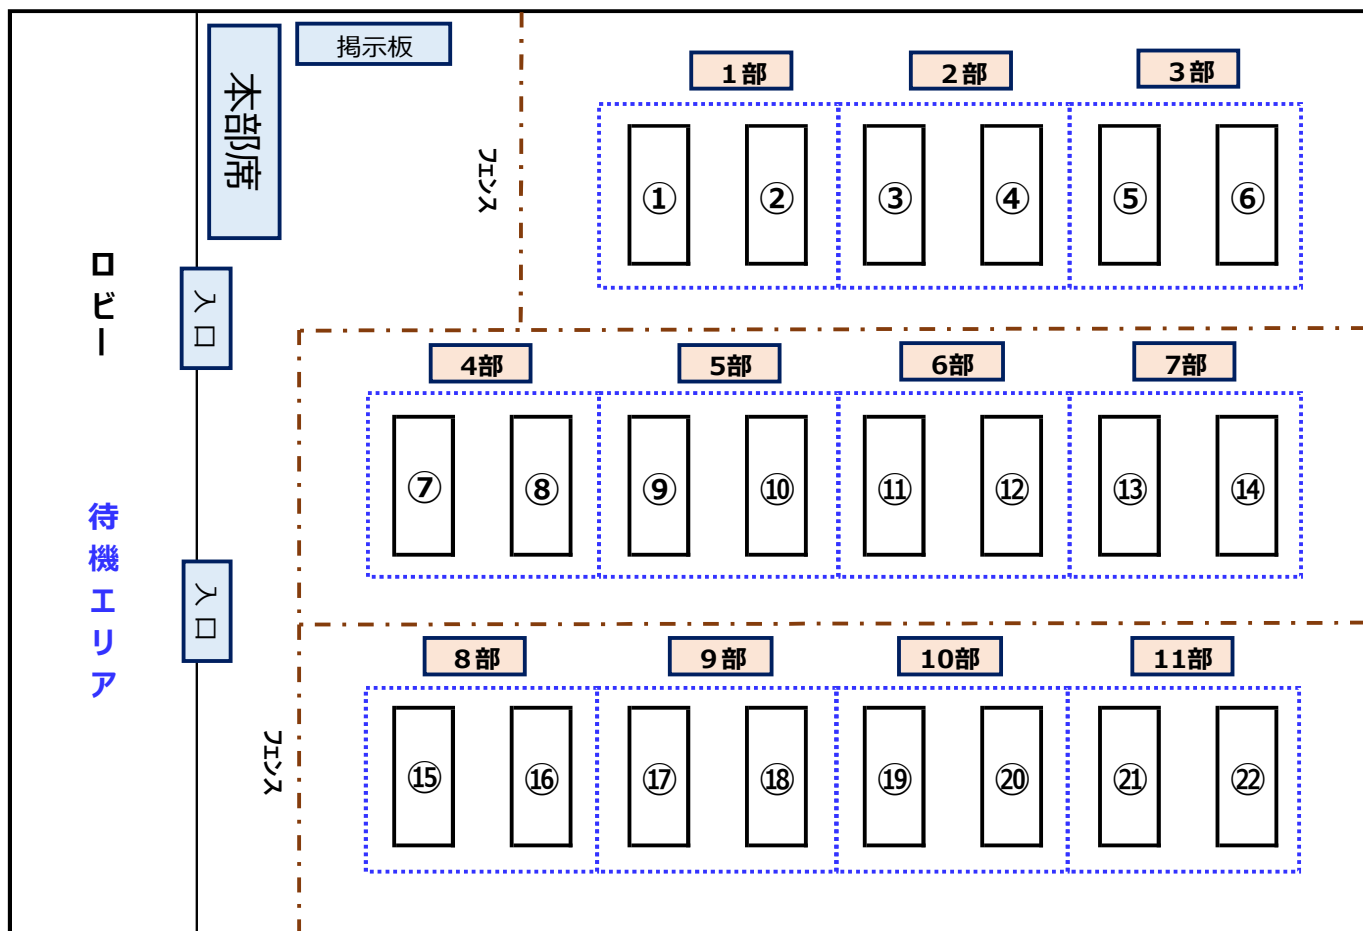 掲示板
本部席
フェンス
１部
２部
３部
①
②
③
④
⑤
⑥
ロビー
入口
4部
5部
6部
7部
⑦
⑧
⑨
⑩
⑪
⑫
⑬
⑭
待機エリア
入口
８部
９部
10部
11部
フェンス
⑮
⑯
⑰
⑱
⑲
⑳
㉑
㉒